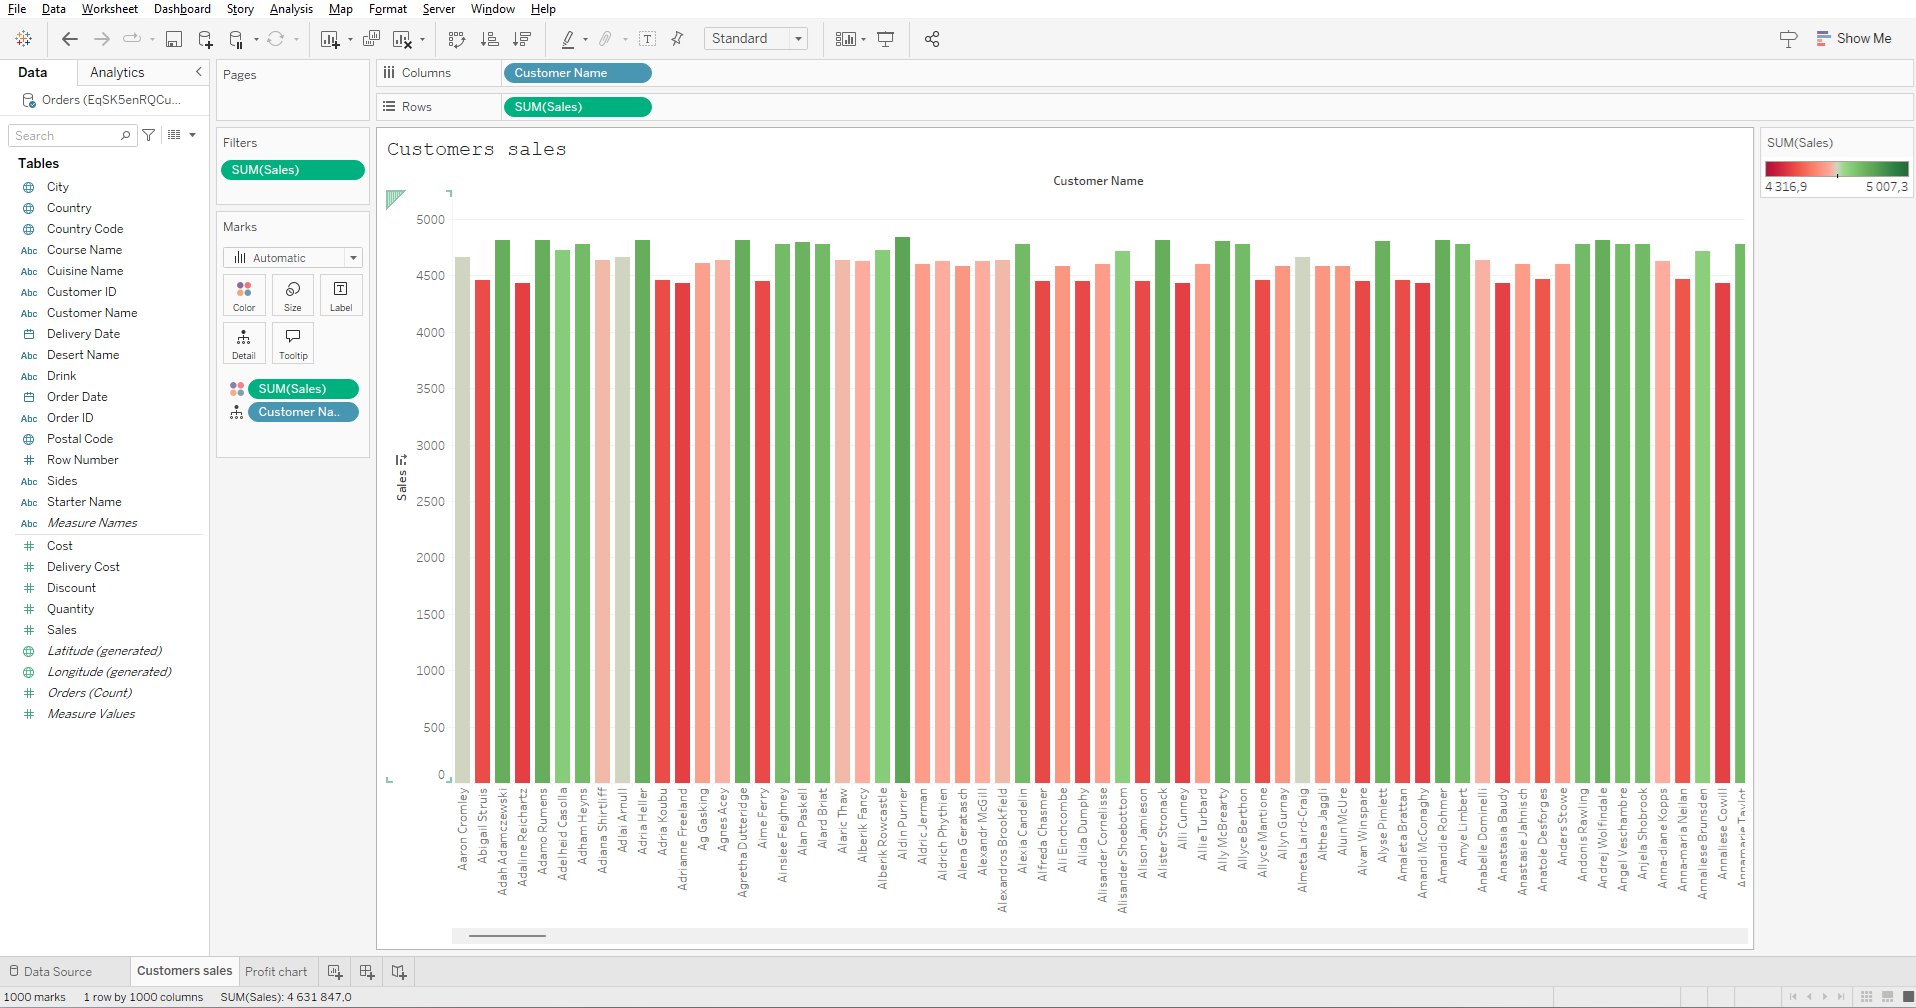 File Data Worksheet Dashboard Story Analysis Map Format Server Window Help
Standard
Show Me
Data Analytics
Orders (EqSK5enRQCu...
Search
Tables
City
Country
Country Code
Abc Course Name
Abc Cuisine Name
Abc Customer ID
Abc Customer Name
Delivery Date
Abc Desert Name
Abc Drink
Order Date
Abc Order ID
Postal Code
# Row Number
Abc Sides
Abc Starter Name
Abc Measure Names
# Cost
# Delivery Cost
# Discount
# Quantity
# Sales
Latitude (generated)
Longitude (generated)
# Orders (Count)
# Measure Values
Pages
Filters
SUM(Sales)
Marks
Automatic
Color Size Label
Detail Tooltip
SUM(Sales)
Customer Na..
Columns Customer Name
Rows SUM(Sales)
Customers sales
Customer Name
5000
4500
4000
3500
3000
2500
2000
1500
1000
500
0
Sales
Aaron Cromley
Abigail Struis
Adah Adamczewski
Adaline Reichartz
Adamo Rumens
Adelheid Casolla
Adham Heyns
Adiana Shirtliff
Adlai Arnull
Adria Heller
Adria Koubu
Adrianne Freeland
Ag Gasking
Agnes Acey
Agretha Dutteridge
Aime Ferry
Ainslee Feighney
Alan Paskell
Alard Briat
Alaric Thaw
Alberik Fancy
Alberik Rowcastle
Aldin Purrier
Aldric Jerman
Aldrich Phythien
Alena Geratasch
Alexandr McGill
Alexandros Brookfield
Alexia Candelin
Alfreda Chasmer
Ali Enichcombe
Alida Dumphy
Alisander Cornelisse
Alisander Shoebottom
Alison Jamieson
Alister Stronack
Alli Cunney
Allie Turbard
Ally McBrearty
Allyce Berthon
Allyce Mantione
Allyn Gurnay
Almeta Laird-Craig
Althea Jaggli
Aluin McUre
Alvan Winspare
Alyse Pimlett
Amaleta Brattan
Amandi McConaghy
Amandie Rohmer
Amye Limbert
Anabelle Dominelli
Anastasia Baudy
Anastasie Jahnisch
Anatole Desforges
Anders Stowe
Andonis Rawling
Andrej Wolfindale
Angel Veschambre
Anjela Shobrook
Anna-diane Kopps
Anna-maria Neilan
Annaliese Brunsden
Annaliese Cowill
Annamarie
SUM(Sales)
4 316,9 5 007,3
Data Source Customers sales Profit chart
1000 marks 1 row by 1000 columns SUM(Sales): 4 631 847,0